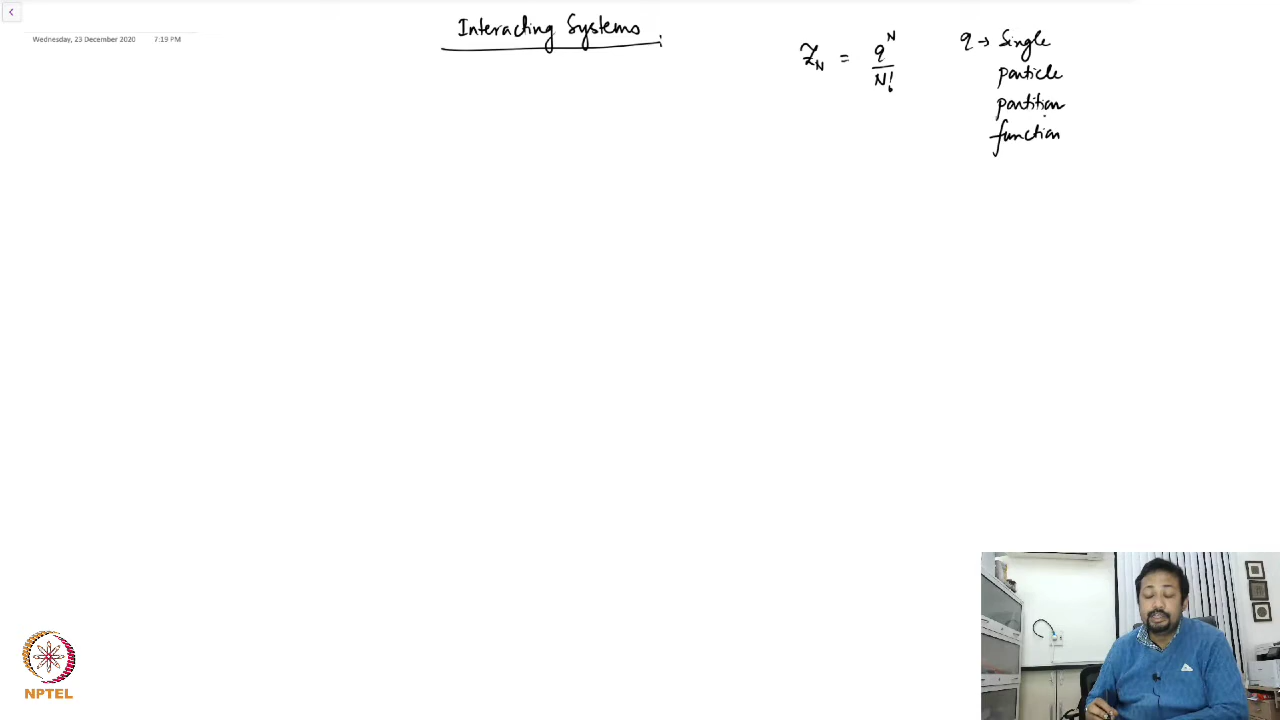 Interacting Systems :
Wednesday, 23 December 2020 7:19 PM
Z_N = q^N / N!
q → Single
particle
partition
function
NPTEL